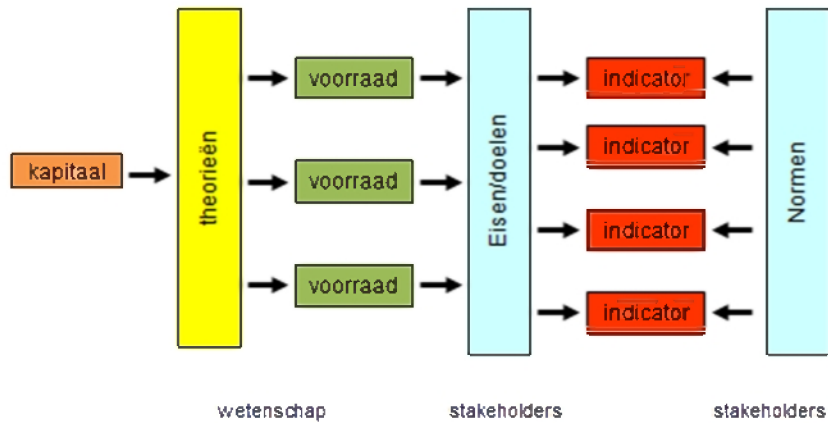 kapitaal
theorieën
voorraad
voorraad
voorraad
Eisen/doelen
indicator
indicator
indicator
indicator
Normen
wetenschap
stakeholders
stakeholders